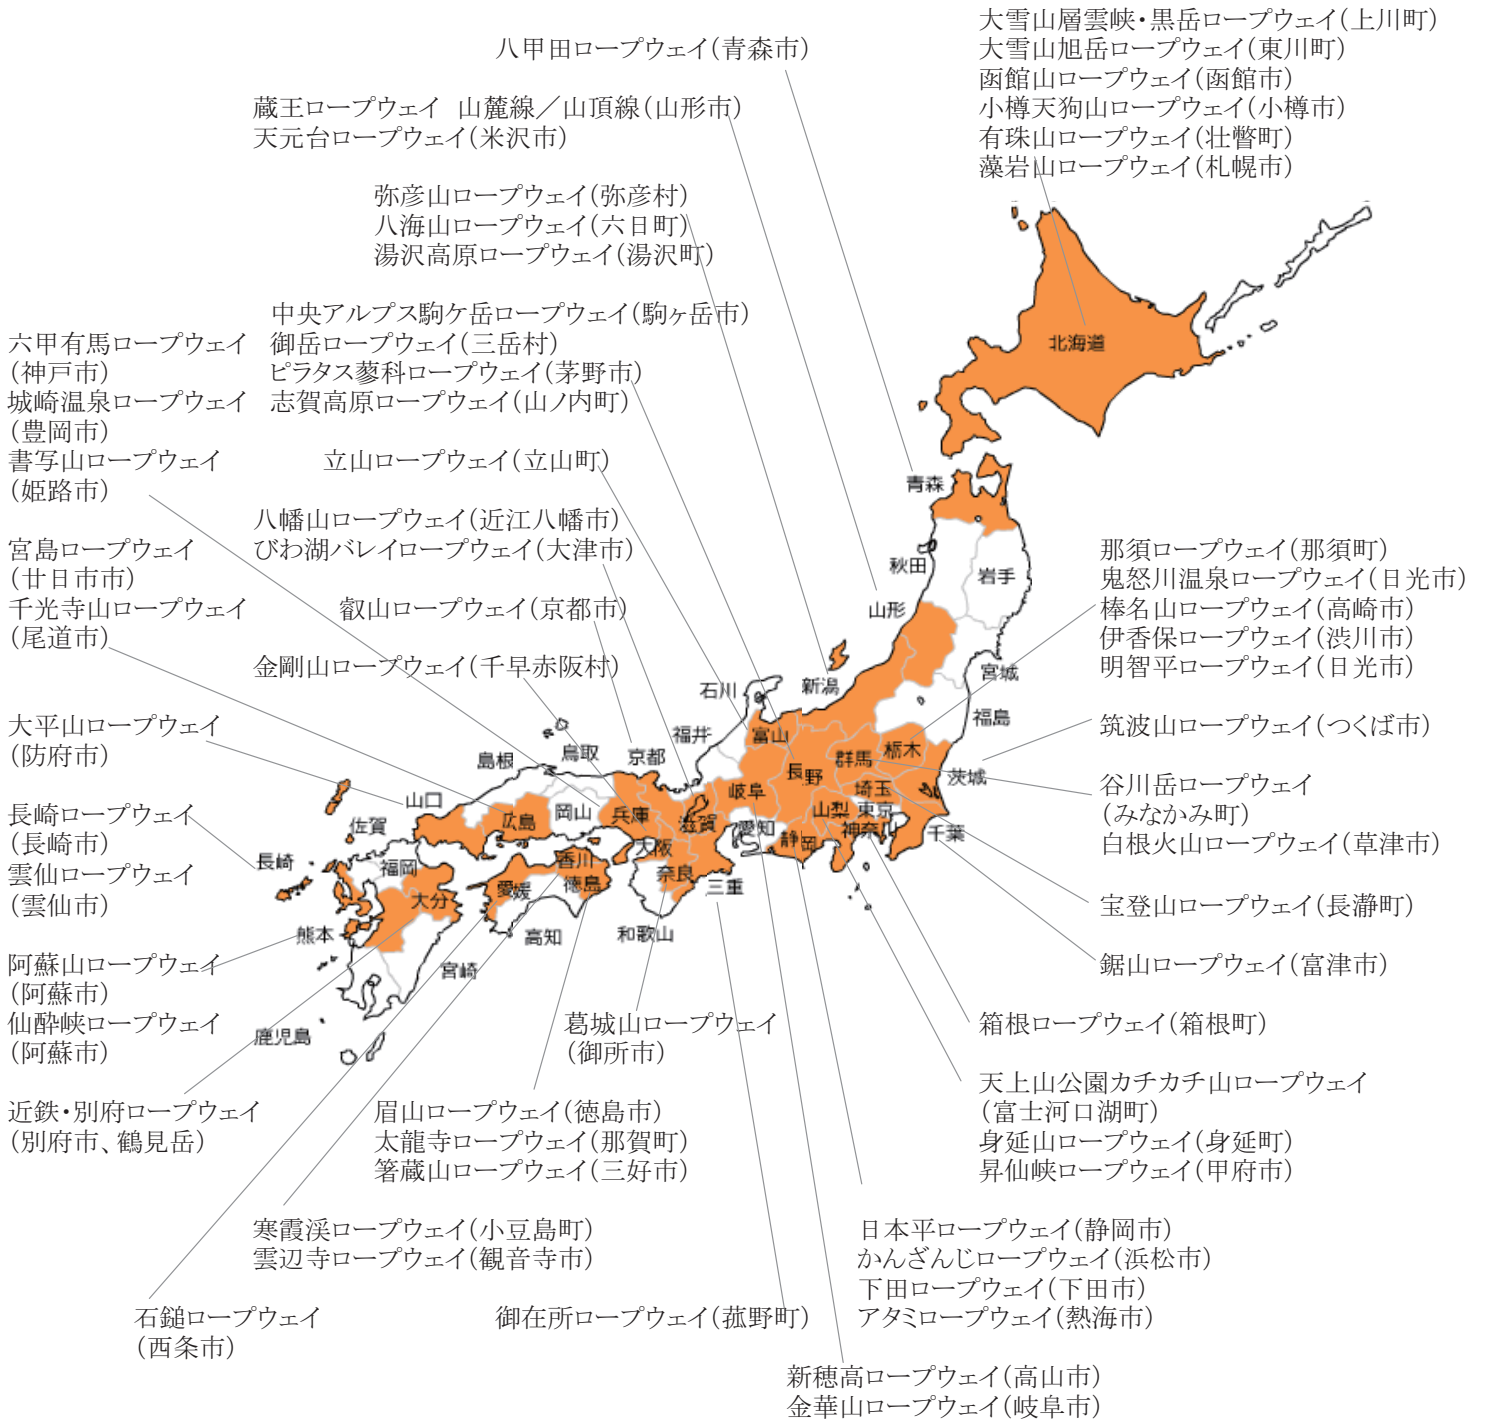 大雪山層雲峡・黒岳ロープウェイ(上川町)
大雪山旭岳ロープウェイ(東川町)
函館山ロープウェイ(函館市)
小樽天狗山ロープウェイ(小樽市)
有珠山ロープウェイ(壮瞥町)
藻岩山ロープウェイ(札幌市)
八甲田ロープウェイ(青森市)
蔵王ロープウェイ 山麓線／山頂線(山形市)
天元台ロープウェイ(米沢市)
弥彦山ロープウェイ(弥彦村)
八海山ロープウェイ(六日町)
湯沢高原ロープウェイ(湯沢町)
中央アルプス駒ケ岳ロープウェイ(駒ヶ岳市)
御岳ロープウェイ(三岳村)
ピラタス蓼科ロープウェイ(茅野市)
志賀高原ロープウェイ(山ノ内町)
六甲有馬ロープウェイ
(神戸市)
城崎温泉ロープウェイ
(豊岡市)
書写山ロープウェイ
(姫路市)
立山ロープウェイ(立山町)
八幡山ロープウェイ(近江八幡市)
びわ湖バレイロープウェイ(大津市)
宮島ロープウェイ
(廿日市市)
千光寺山ロープウェイ
(尾道市)
叡山ロープウェイ(京都市)
金剛山ロープウェイ(千早赤阪村)
大平山ロープウェイ
(防府市)
長崎ロープウェイ
(長崎市)
雲仙ロープウェイ
(雲仙市)
阿蘇山ロープウェイ
(阿蘇市)
仙酔峡ロープウェイ
(阿蘇市)
近鉄・別府ロープウェイ
(別府市、鶴見岳)
那須ロープウェイ(那須町)
鬼怒川温泉ロープウェイ(日光市)
榛名山ロープウェイ(高崎市)
伊香保ロープウェイ(渋川市)
明智平ロープウェイ(日光市)
筑波山ロープウェイ(つくば市)
谷川岳ロープウェイ
(みなかみ町)
白根火山ロープウェイ(草津市)
宝登山ロープウェイ(長瀞町)
鋸山ロープウェイ(富津市)
箱根ロープウェイ(箱根町)
天上山公園カチカチ山ロープウェイ
(富士河口湖町)
身延山ロープウェイ(身延町)
昇仙峡ロープウェイ(甲府市)
葛城山ロープウェイ
(御所市)
眉山ロープウェイ(徳島市)
太龍寺ロープウェイ(那賀町)
箸蔵山ロープウェイ(三好市)
寒霞渓ロープウェイ(小豆島町)
雲辺寺ロープウェイ(観音寺市)
石鎚ロープウェイ
(西条市)
御在所ロープウェイ(菰野町)
日本平ロープウェイ(静岡市)
かんざんじロープウェイ(浜松市)
下田ロープウェイ(下田市)
アタミロープウェイ(熱海市)
新穂高ロープウェイ(高山市)
金華山ロープウェイ(岐阜市)
北海道
青森
秋田
岩手
山形
宮城
新潟
福島
石川
富山
福井
栃木
群馬
茨城
長野
埼玉
岐阜
山梨
東京
神奈川
千葉
静岡
愛知
滋賀
三重
京都
兵庫
大阪
奈良
和歌山
鳥取
島根
岡山
広島
山口
香川
徳島
愛媛
高知
福岡
佐賀
長崎
大分
熊本
宮崎
鹿児島